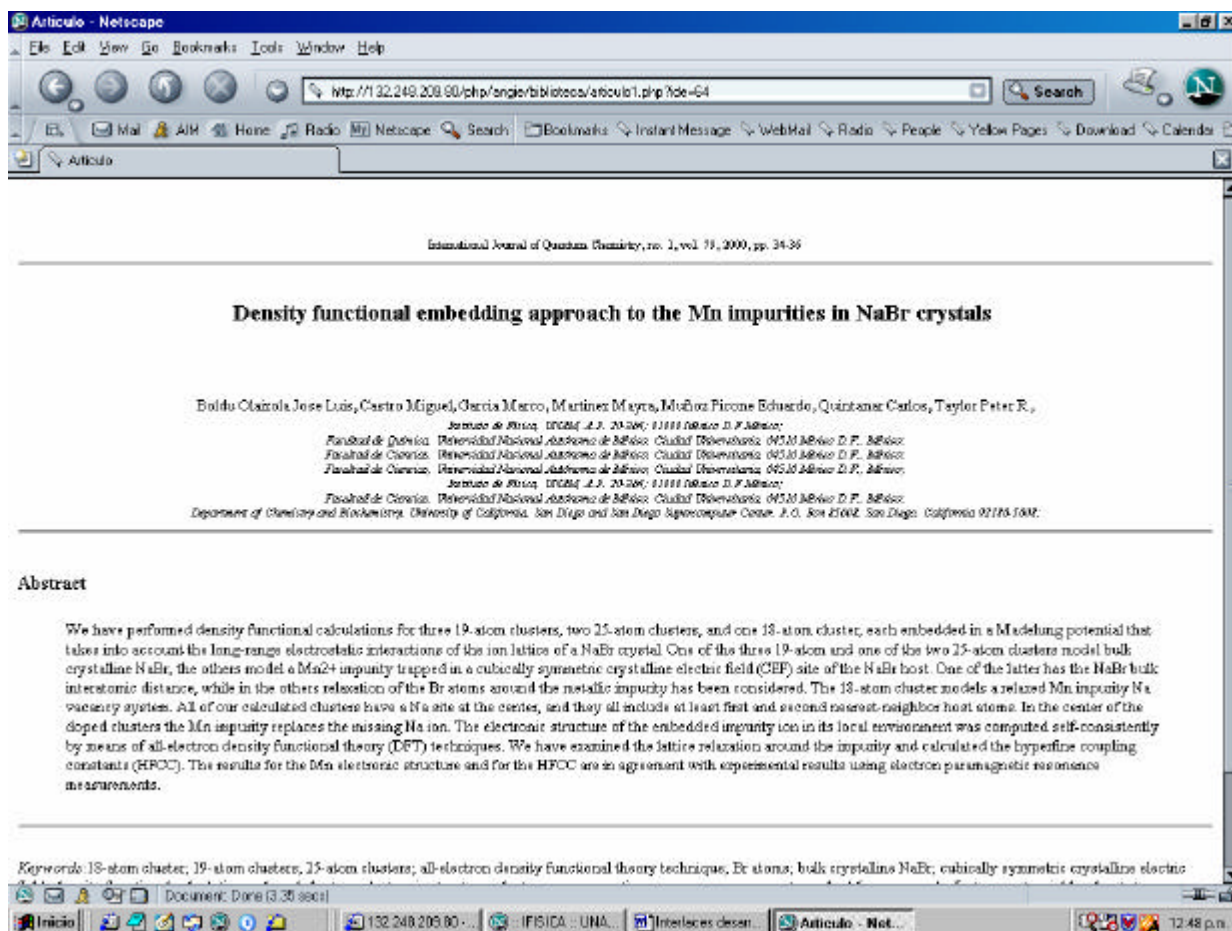 Articulo - Netscape
File Edit View Go Bookmarks Tools Window Help
http://132.248.209.80/php/angie/biblioteca/articulo1.php?ide=64 Search
Mail AIM Home Radio Netscape Search Bookmarks Instant Message WebMail Radio People Yellow Pages Download Calendar
Articulo
International Journal of Quantum Chemistry, no. 1, vol. 2000, pp. 34-36
Density functional embedding approach to the Mn impurities in NaBr crystals
Boldu Olaizola Jose Luis, Castro Miguel, Garcia Marco, Martinez Mayra, Muñoz Picone Eduardo, Quintanar Carlos, Taylor Peter R.,
Instituto de Física, UNAM, A.P. 20-364; 01000 México D.F México;
Facultad de Química, Universidad Nacional Autónoma de México, Ciudad Universitaria, 04510 México D.F., México;
Facultad de Ciencias, Universidad Nacional Autónoma de México, Ciudad Universitaria, 04510 México D.F., México;
Facultad de Ciencias, Universidad Nacional Autónoma de México, Ciudad Universitaria, 04510 México D.F., México;
Instituto de Física, UNAM, A.P. 20-364; 01000 México D.F México;
Facultad de Ciencias, Universidad Nacional Autónoma de México, Ciudad Universitaria, 04510 México D.F., México;
Department of Chemistry and Biochemistry, University of California, San Diego and San Diego Supercomputer Center, P.O. Box San Diego, California
Abstract
We have performed density functional calculations for three 19-atom clusters, two 25-atom clusters, and one 18-atom cluster, each embedded in a Madelung potential that
takes into account the long-range electrostatic interactions of the ion lattice of a NaBr crystal One of the three 19-atom and one of the two 25-atom clusters model bulk
crystalline NaBr, the others model a Mn2+ impurity trapped in a cubically symmetric crystalline electric field (CEF) site of the NaBr host. One of the latter has the NaBr bulk
interatomic distance, while in the others relaxation of the Br atoms around the metallic impurity has been considered. The 18-atom cluster models a relaxed Mn impurity Na
vacancy system. All of our calculated clusters have a Na site at the center, and they all include at least first and second nearest-neighbor host atoms. In the center of the
doped clusters the Mn impurity replaces the missing Na ion. The electronic structure of the embedded impurity ion in its local environment was computed self-consistently
by means of all-electron density functional theory (DFT) techniques. We have examined the lattice relaxation around the impurity and calculated the hyperfine coupling
constants (HFCC). The results for the Mn electronic structure and for the HFCC are in agreement with experimental results using electron paramagnetic resonance
measurements.
Keywords: 18-atom cluster; 19-atom clusters, 25-atom clusters; all-electron density functional theory technique, Br atoms; bulk crystalline NaBr; cubically symmetric crystalline electric
Document: Done (3.35 secs)
Inicio 132.248.209.80 -... :: IFISICA :: UNA... Interfaces desarr... Articulo - Net... 12:48 p.m.